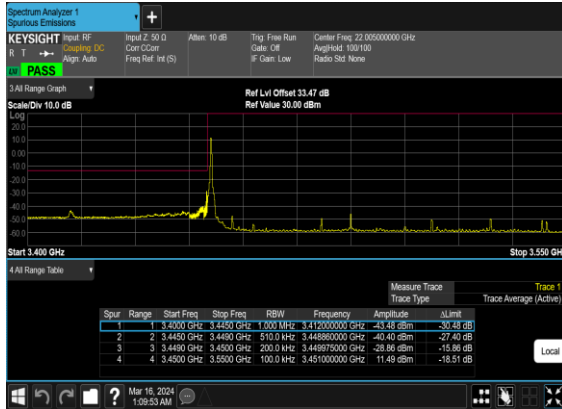 Spectrum Analyzer 1
Spurious Emissions
KEYSIGHT Input: RF Input Z: 50 Ω Atten: 10 dB Trig: Free Run Center Freq: 22.005000000 GHz
R T Coupling: DC Corr CCorr Gate: Off Avg|Hold: 100/100
Align: Auto Freq Ref: Int (S) IF Gain: Low Radio Std: None
PASS
3 All Range Graph
Scale/Div 10.0 dB Ref Lvl Offset 33.47 dB
Ref Value 30.00 dBm
Log
20.0
10.0
0.00
-10.0
-20.0
-30.0
-40.0
-50.0
-60.0
Start 3.400 GHz Stop 3.550 GH
4 All Range Table
Measure Trace Trace 1
Trace Type Trace Average (Active)
Spur Range Start Freq Stop Freq RBW Frequency Amplitude ΔLimit
1 1 3.4000 GHz 3.4450 GHz 1.000 MHz 3.412000000 GHz -43.48 dBm -30.48 dB
2 2 3.4450 GHz 3.4490 GHz 510.0 kHz 3.448860000 GHz -40.40 dBm -27.40 dB
3 3 3.4490 GHz 3.4500 GHz 200.0 kHz 3.449975000 GHz -28.86 dBm -15.86 dB
4 4 3.4500 GHz 3.5500 GHz 100.0 kHz 3.451000000 GHz 11.49 dBm -18.51 dB
Local
Mar 16, 2024
1:09:53 AM